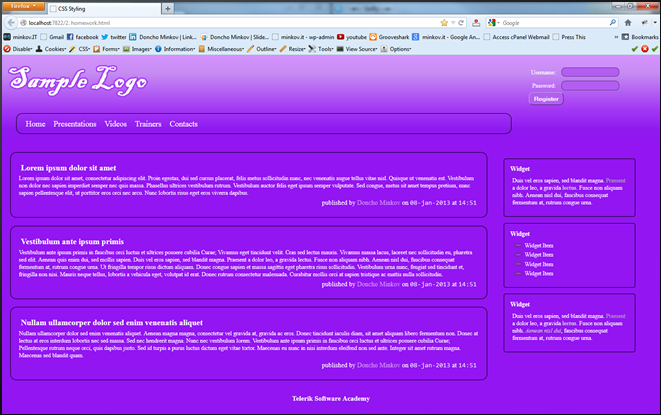 Firefox
CSS Styling
localhost:7822/2. homework.html
Google
minkov.IT
Gmail
facebook
twitter
Doncho Minkov | Link...
Doncho Minkov | Slide...
minkov.it - wp-admin
youtube
Grooveshark
minkov.it - Google An...
Access cPanel Webmail
Press This
Bookmarks
Disable
Cookies
CSS
Forms
Images
Information
Miscellaneous
Outline
Resize
Tools
View Source
Options
Sample Logo
Username:
Password:
Register
Home Presentations Videos Trainers Contacts
Lorem ipsum dolor sit amet
Lorem ipsum dolor sit amet, consectetur adipiscing elit. Proin egestas, dui sed cursus placerat, felis metus sollicitudin nunc, nec venenatis augue tellus vitae nisl. Quisque ut venenatis est. Vestibulum
non dolor nec sapien imperdiet semper nec quis massa. Phasellus ultrices vestibulum rutrum. Vestibulum auctor felis eget ipsum semper vulputate. Sed congue, metus sit amet tempus pretium, nunc
sapien pellentesque elit, ut porttitor eros orci nec arcu. Nunc lobortis risus eget eros viverra dapibus.
published by Doncho Minkov on 08-jan-2013 at 14:51
Vestibulum ante ipsum primis
Vestibulum ante ipsum primis in faucibus orci luctus et ultrices posuere cubilia Curae; Vivamus eget tincidunt velit. Cras sed lectus mauris. Vivamus massa lacus, laoreet nec sollicitudin eu, pharetra
sed elit. Aenean quis enim dui, sed mollis sapien. Duis vel eros sapien, sed blandit magna. Praesent a dolor leo, a gravida lectus. Fusce non aliquam nibh. Aenean nisl dui, faucibus consequat
fermentum at, rutrum congue urna. Ut fringilla tempor risus dictum aliquam. Donec congue sapien et massa sagittis eget pharetra risus sollicitudin. Vestibulum urna nunc, feugiat sed tincidunt et,
fringilla non nisi. Mauris neque tellus, lobortis a vehicula eget, volutpat id erat. Donec rutrum consectetur malesuada. Curabitur mollis orci at sapien tristique ac mattis nulla sollicitudin.
published by Doncho Minkov on 08-jan-2013 at 14:51
Nullam ullamcorper dolor sed enim venenatis aliquet
Nullam ullamcorper dolor sed enim venenatis aliquet. Aenean magna magna, consectetur vel gravida at, gravida ac eros. Donec tincidunt iaculis diam, sit amet aliquam libero fermentum non. Donec at
lectus at eros interdum lobortis nec sed massa. Sed nec hendrerit magna. Nunc nec vestibulum lorem. Vestibulum ante ipsum primis in faucibus orci luctus et ultrices posuere cubilia Curae;
Pellentesque rutrum neque orci, quis dapibus justo. Sed id turpis a purus luctus dictum eget vitae tortor. Maecenas eu nunc in nisi interdum eleifend non sed ante. Integer sit amet rutrum magna.
Maecenas sed blandit quam.
published by Doncho Minkov on 08-jan-2013 at 14:51
Widget
Duis vel eros sapien, sed blandit magna. Praesent
a dolor leo, a gravida lectus. Fusce non aliquam
nibh. Aenean nisl dui, faucibus consequat
fermentum at, rutrum congue urna.
Widget
Widget Item
Widget Item
Widget Item
Widget Item
Widget
Duis vel eros sapien, sed blandit magna. Praesent
a dolor leo, a gravida lectus. Fusce non aliquam
nibh. Aenean nisl dui, faucibus consequat
fermentum at, rutrum congue urna.
Telerik Software Academy